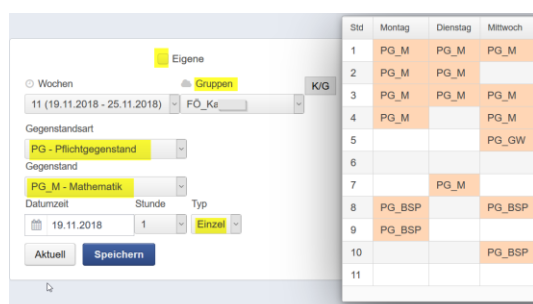 Eigene
Wochen Gruppen K/G
11 (19.11.2018 - 25.11.2018) FÖ_Ka
Gegenstandsart
PG - Pflichtgegenstand
Gegenstand
PG_M - Mathematik
Datumzeit Stunde Typ
19.11.2018 1 Einzel
Aktuell Speichern
Std Montag Dienstag Mittwoch
1 PG_M PG_M PG_M
2 PG_M PG_M
3 PG_M PG_M PG_M
4 PG_M PG_M
5 PG_GW
6
7 PG_M
8 PG_BSP PG_BSP
9 PG_BSP
10 PG_BSP
11